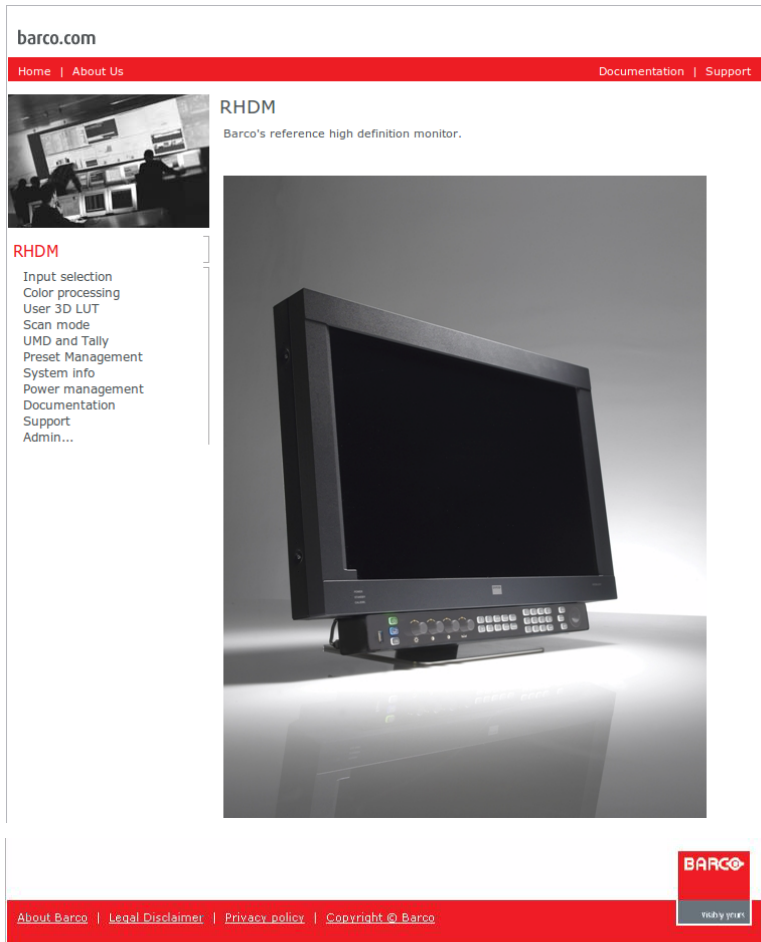 barco.com
Home | About Us
Documentation | Support
RHDM
Barco's reference high definition monitor.
RHDM
Input selection
Color processing
User 3D LUT
Scan mode
UMD and Tally
Preset Management
System info
Power management
Documentation
Support
Admin...
BARCO
visibly yours
About Barco | Legal Disclaimer | Privacy policy | Copyright © Barco